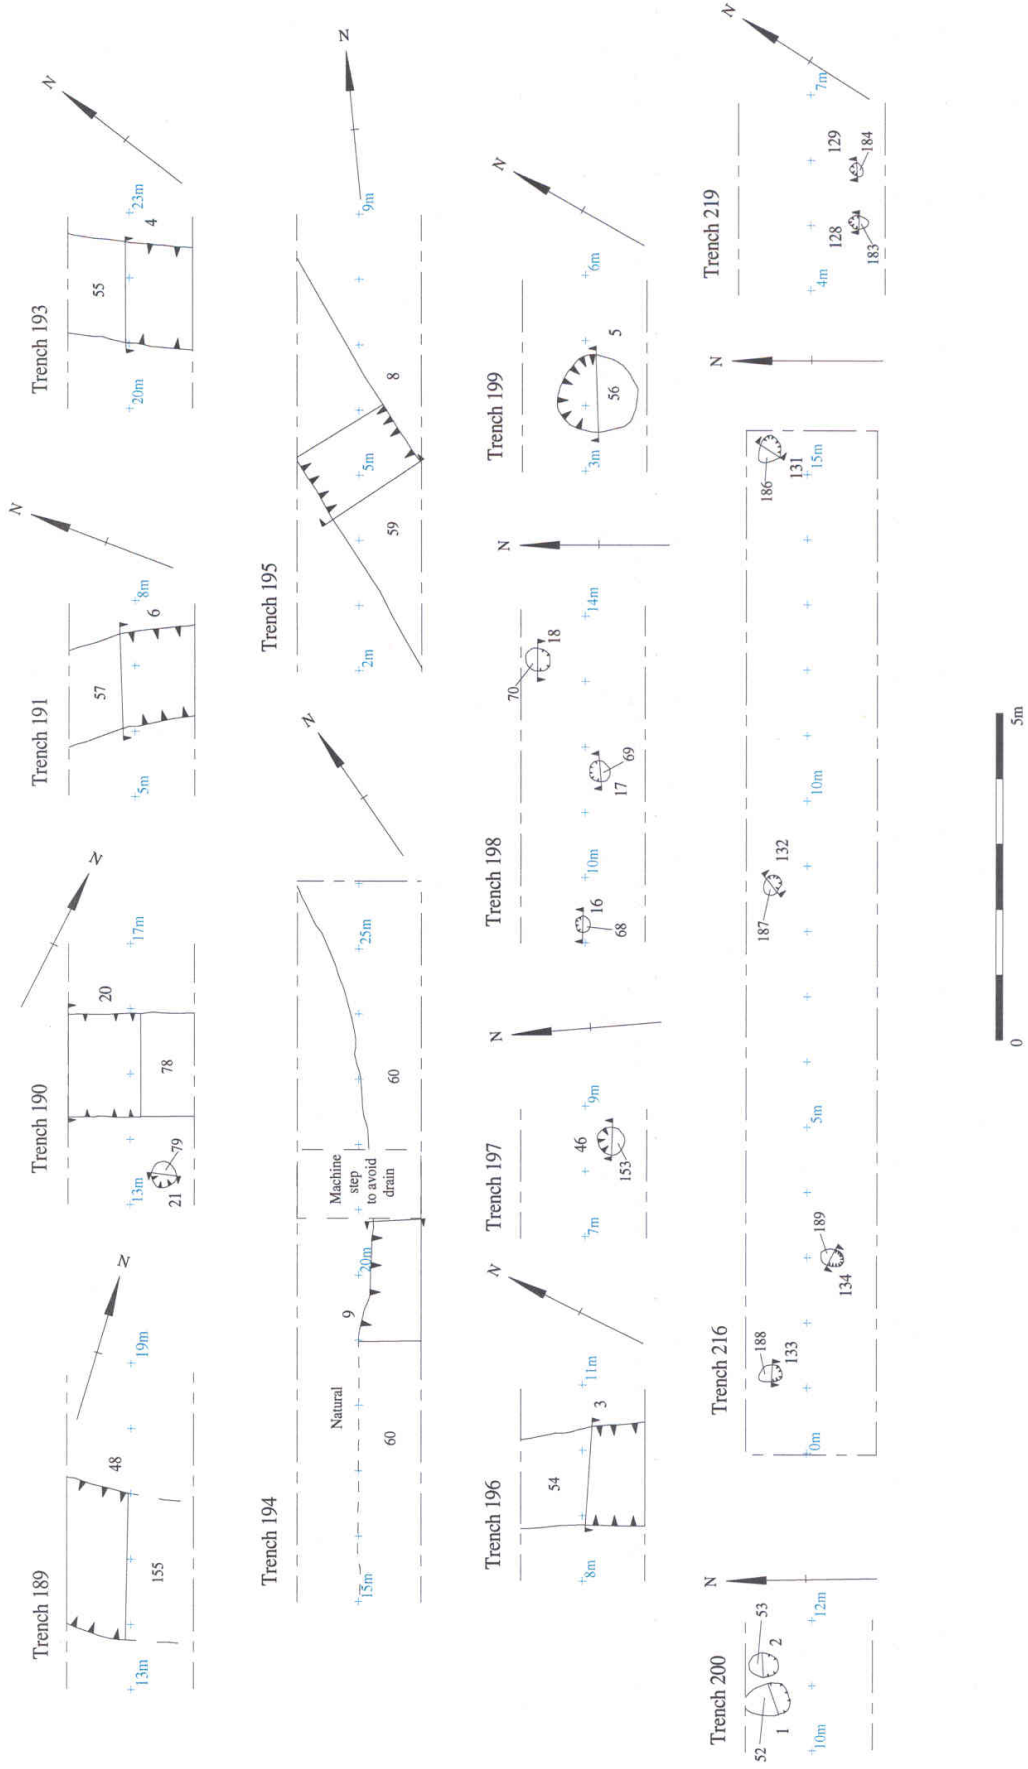 Trench 189
13m
19m
48
155
N
Trench 190
13m
17m
20
78
79
21
N
Trench 191
5m
8m
57
6
N
Trench 193
20m
23m
55
4
N
Trench 194
15m
20m
25m
Natural
60
9
Machine
step
to avoid
drain
60
N
Trench 195
2m
5m
9m
59
8
N
Trench 196
8m
11m
54
3
N
Trench 197
7m
9m
46
153
N
Trench 198
10m
14m
16
68
17
69
70
18
N
Trench 199
3m
6m
56
5
N
Trench 200
10m
12m
52
1
53
2
N
Trench 216
0m
5m
10m
15m
188
133
189
134
187
132
186
131
N
Trench 219
4m
7m
128
183
129
184
N
0
5m